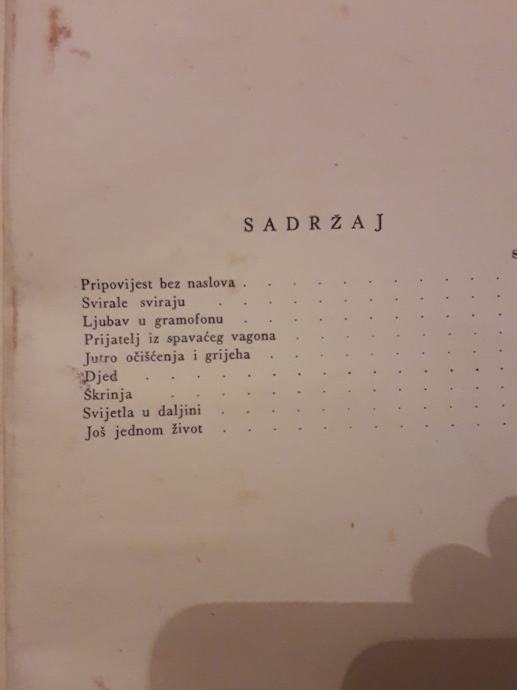 SADRŽAJ
Pripovijest bez naslova . . . . . . . . . .
Svirale sviraju . . . . . . . . . . .
Ljubav u gramofonu . . . . . . . . . .
Prijatelj iz spavaćeg vagona . . . . . . . .
Jutro očišćenja i grijeha . . . . . . . . .
Djed . . . . . . . . . . . . .
Škrinja . . . . . . . . . . . .
Svijetla u daljini . . . . . . . . . .
Još jednom život . . . . . . . . . .